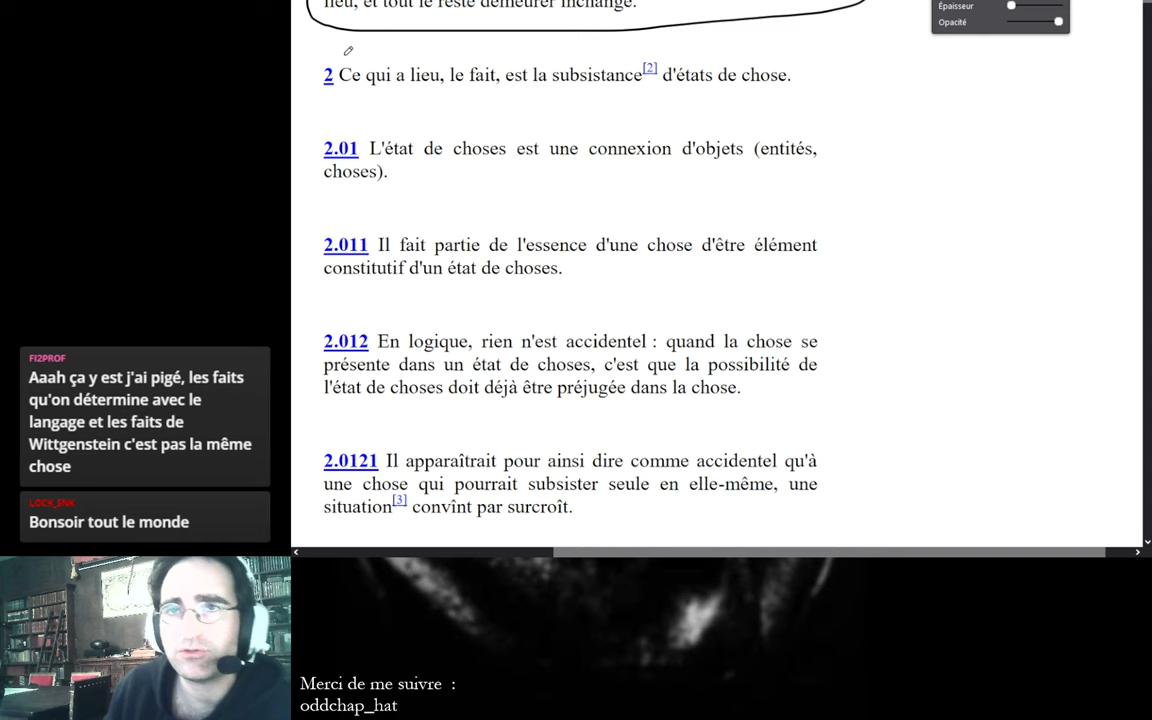 lieu, et tout le reste demeurer inchangé.
Épaisseur
Opacité
2 Ce qui a lieu, le fait, est la subsistance[2] d'états de chose.
2.01 L'état de choses est une connexion d'objets (entités,
choses).
2.011 Il fait partie de l'essence d'une chose d'être élément
constitutif d'un état de choses.
2.012 En logique, rien n'est accidentel : quand la chose se
présente dans un état de choses, c'est que la possibilité de
l'état de choses doit déjà être préjugée dans la chose.
2.0121 Il apparaîtrait pour ainsi dire comme accidentel qu'à
une chose qui pourrait subsister seule en elle-même, une
situation[3] convînt par surcroît.
FI2PROF
Aaah ça y est j'ai pigé, les faits
qu'on détermine avec le
langage et les faits de
Wittgenstein c'est pas la même
chose
LOCK_SNK
Bonsoir tout le monde
Merci de me suivre :
oddchap_hat